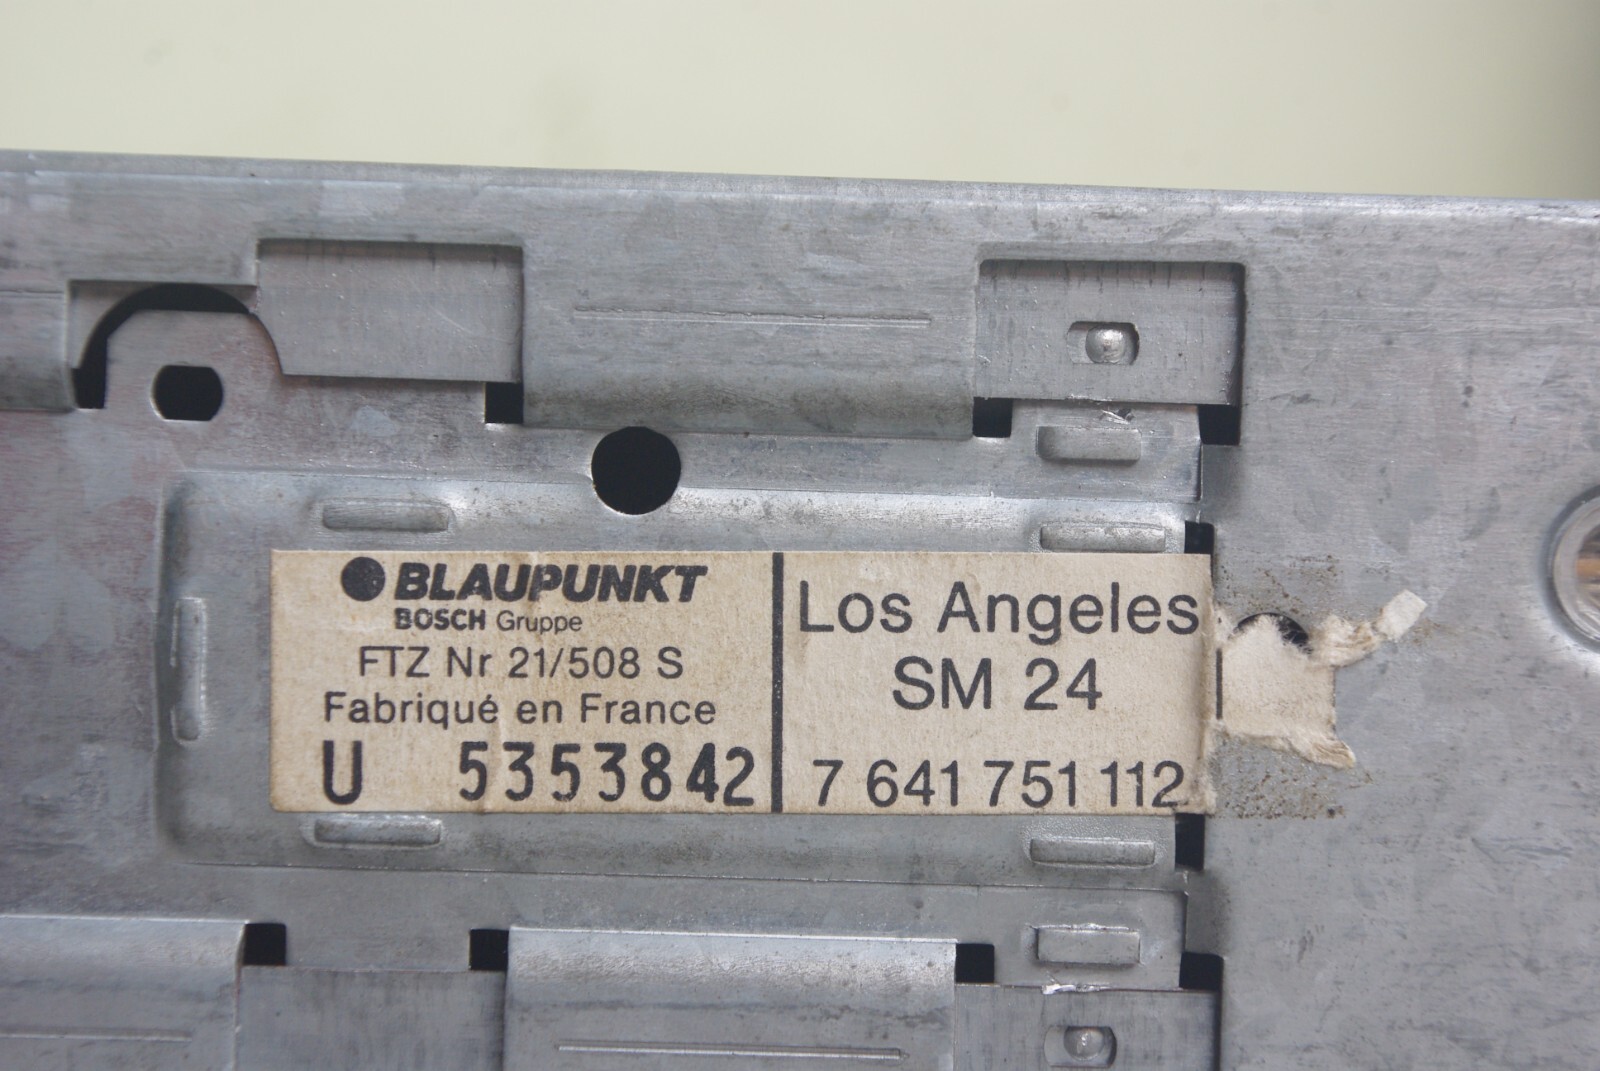 BLAUPUNKT
BOSCH Gruppe
FTZ Nr 21/508 S
Fabriqué en France
U 5353842
Los Angeles
SM 24
7 641 751 112